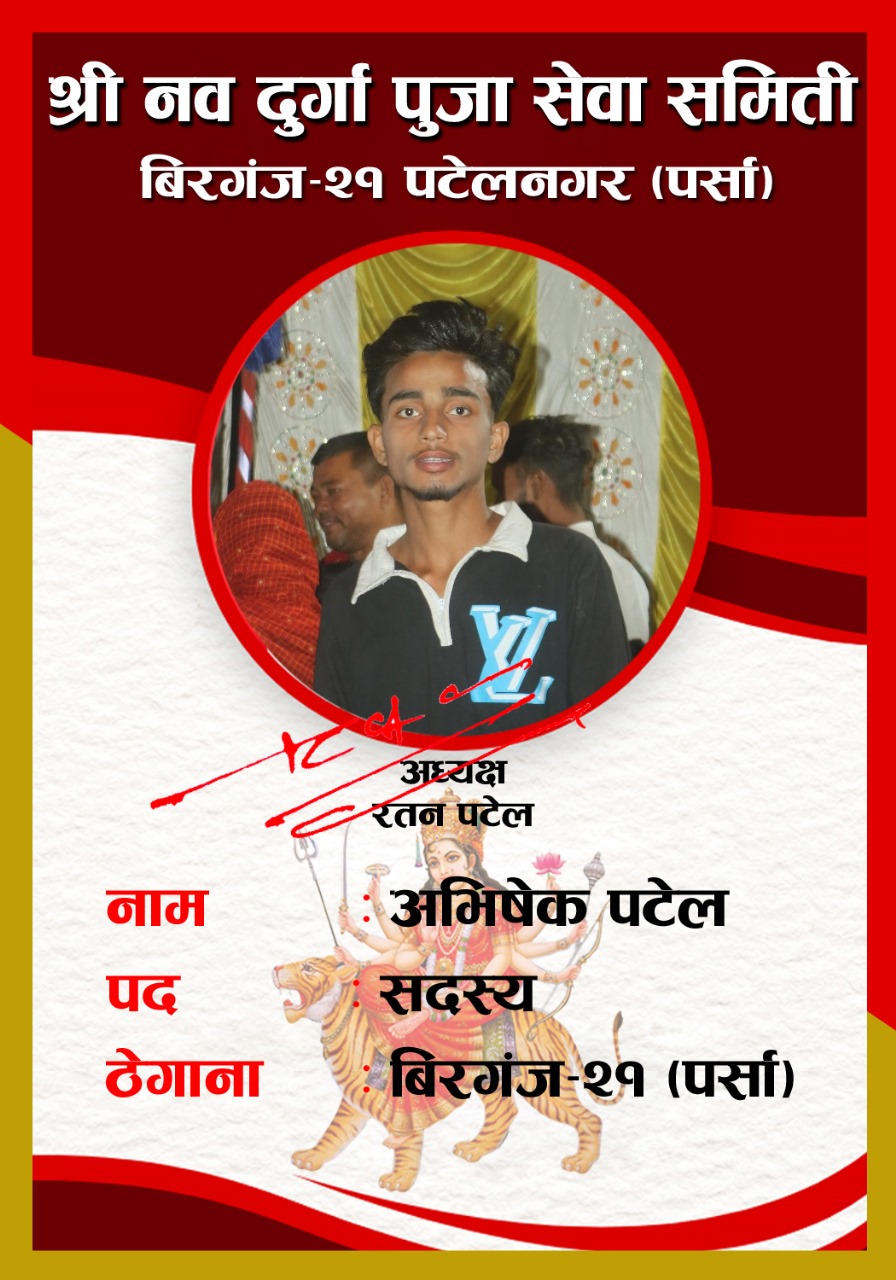 श्री नव दुर्गा पुजा सेवा समिती
बिरगंज-२१ पटेलनगर (पर्सा)
अध्यक्ष
रतन पटेल
नाम : अभिषेक पटेल
पद : सदस्य
ठेगाना : बिरगंज-२१ (पर्सा)